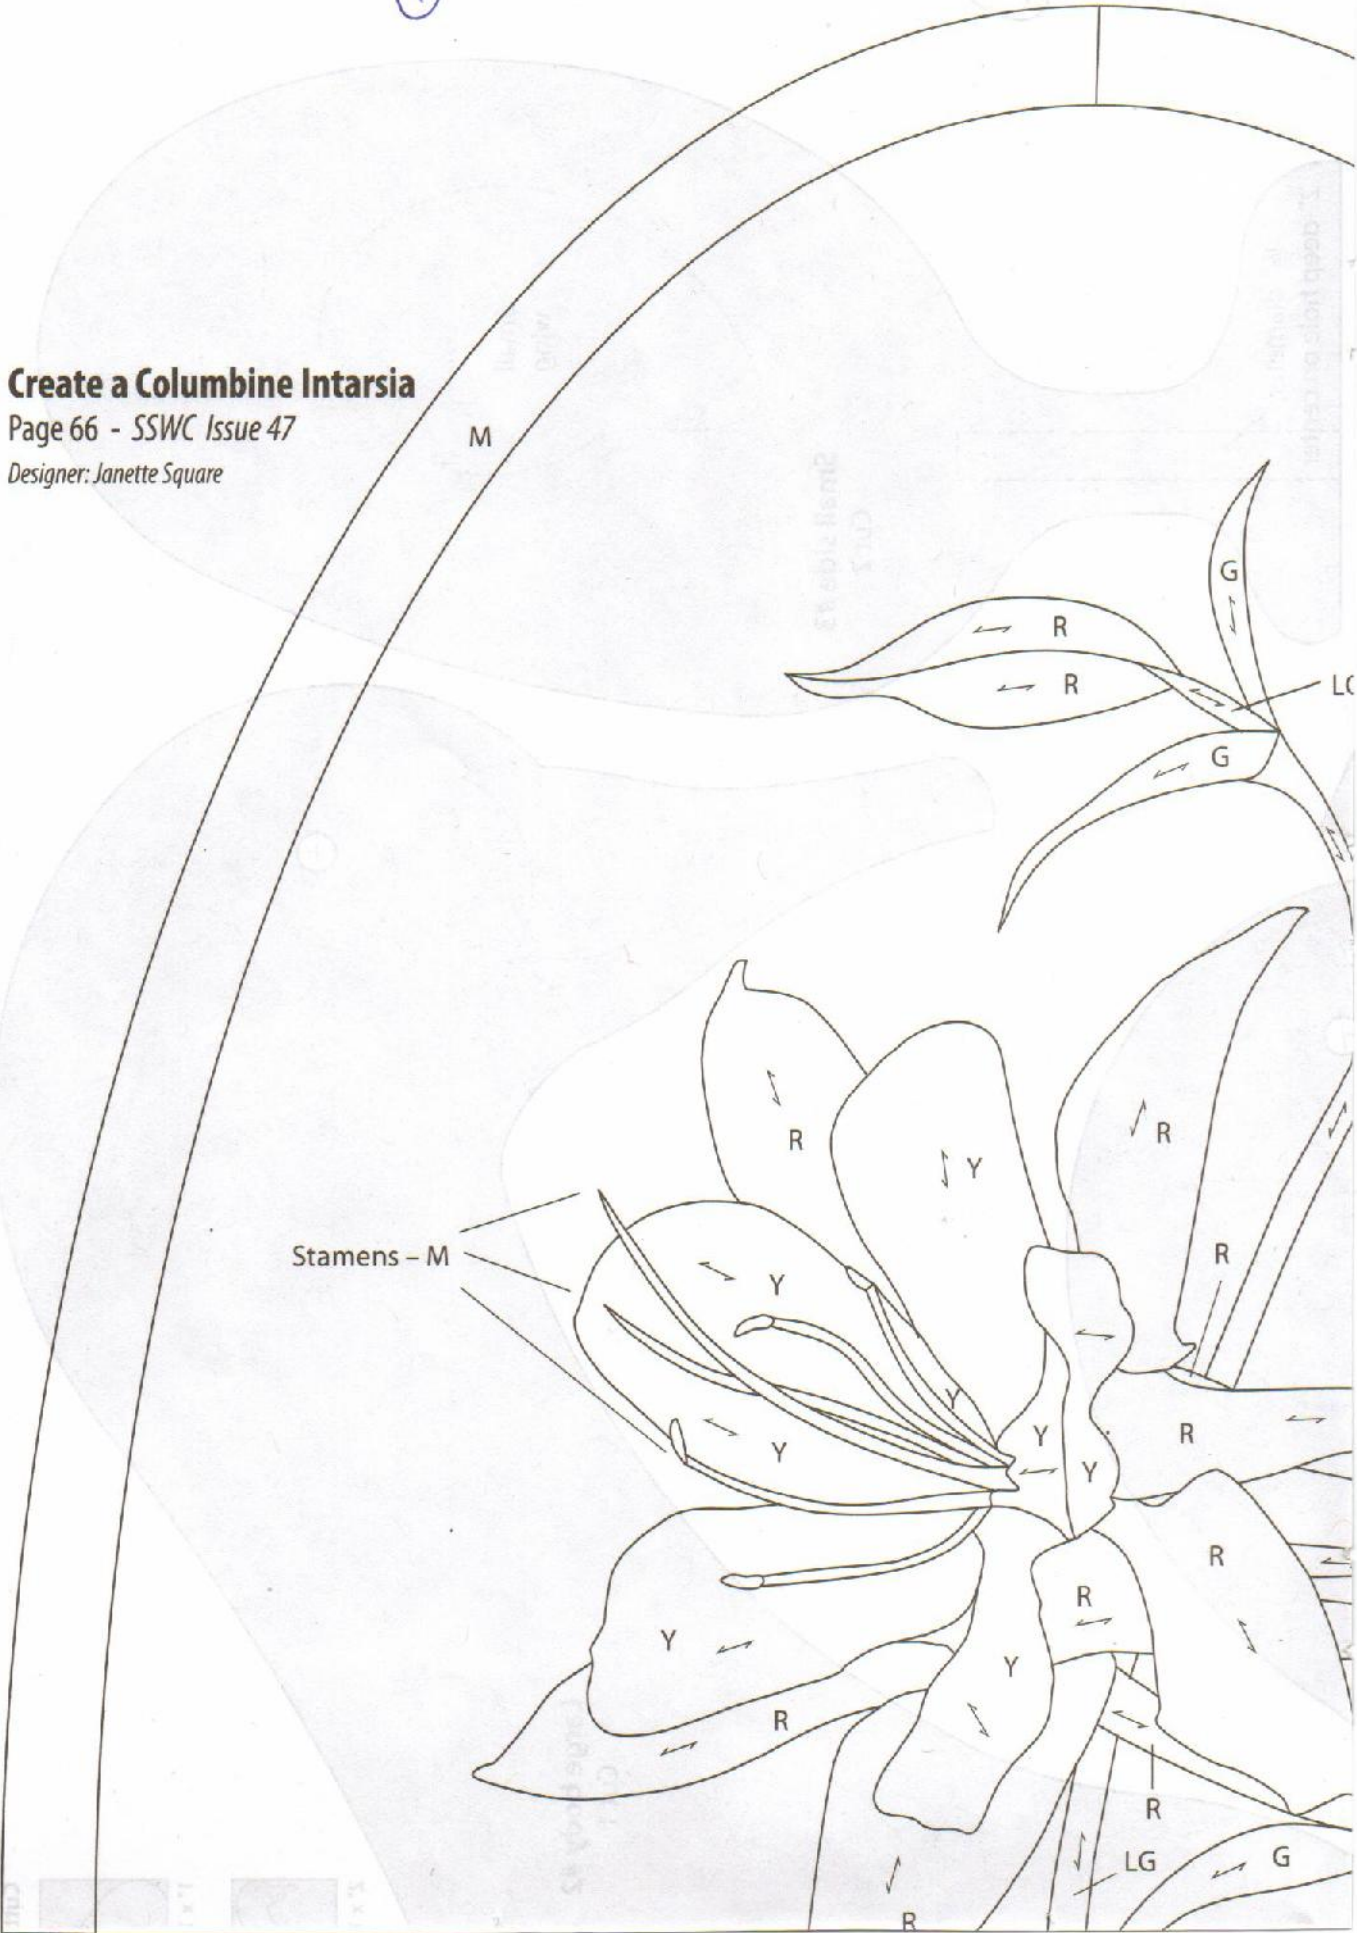 Create a Columbine Intarsia
Page 66 - SSWC Issue 47
Designer: Janette Square
M
G
R
R
G
R
R
Y
R
Stamens – M
Y
Y
Y
R
Y
Y
Y
R
R
Y
Y
R
R
LG
G
R